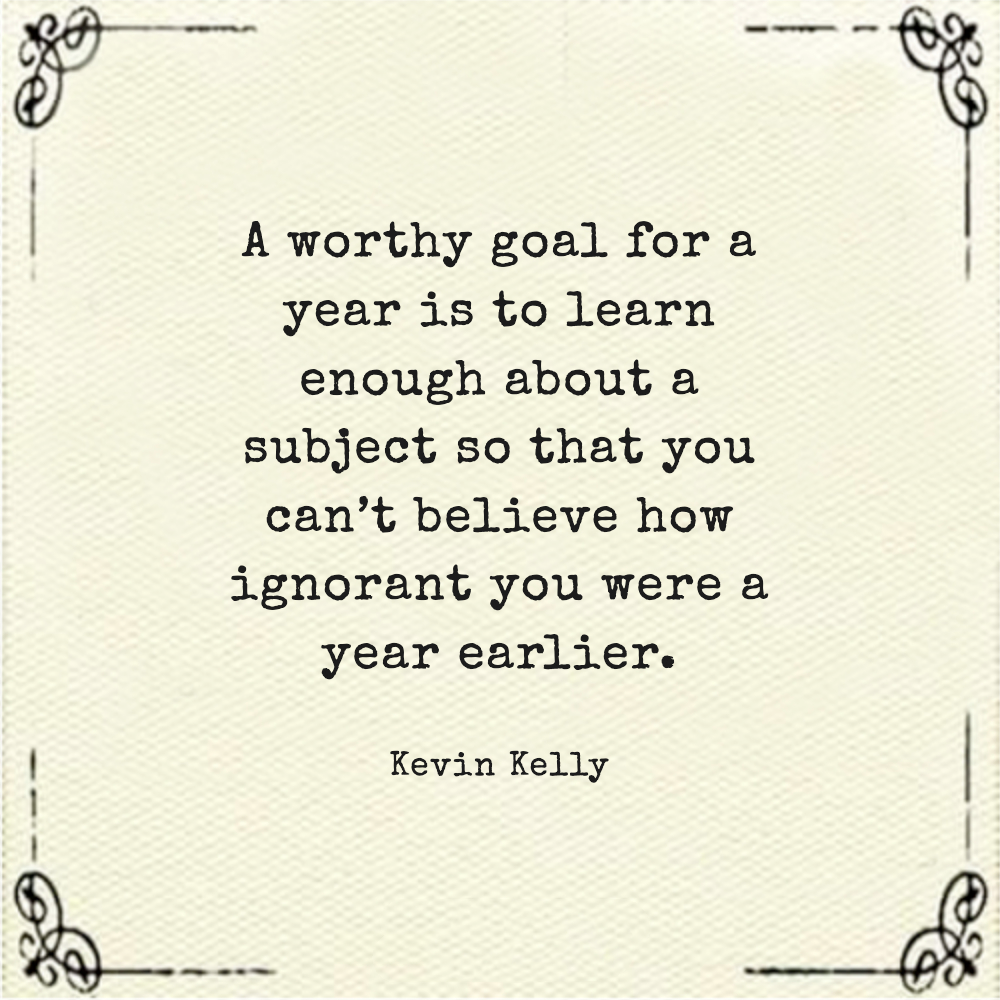 A worthy goal for a
year is to learn
enough about a
subject so that you
can’t believe how
ignorant you were a
year earlier.
Kevin Kelly